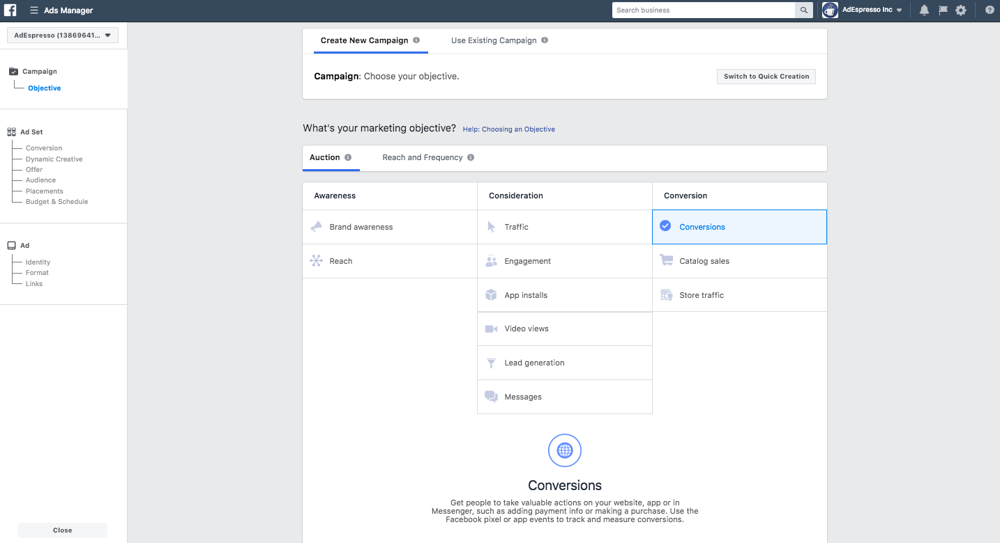 Ads Manager
Search business
AdEspresso Inc
AdEspresso (13869641...
Campaign
Objective
Ad Set
Conversion
Dynamic Creative
Offer
Audience
Placements
Budget & Schedule
Ad
Identity
Format
Links
Close
Create New Campaign
Use Existing Campaign
Campaign: Choose your objective.
Switch to Quick Creation
What's your marketing objective? Help: Choosing an Objective
Auction
Reach and Frequency
Awareness
Consideration
Conversion
Brand awareness
Traffic
Conversions
Reach
Engagement
Catalog sales
App installs
Store traffic
Video views
Lead generation
Messages
Conversions
Get people to take valuable actions on your website, app or in
Messenger, such as adding payment info or making a purchase. Use the
Facebook pixel or app events to track and measure conversions.